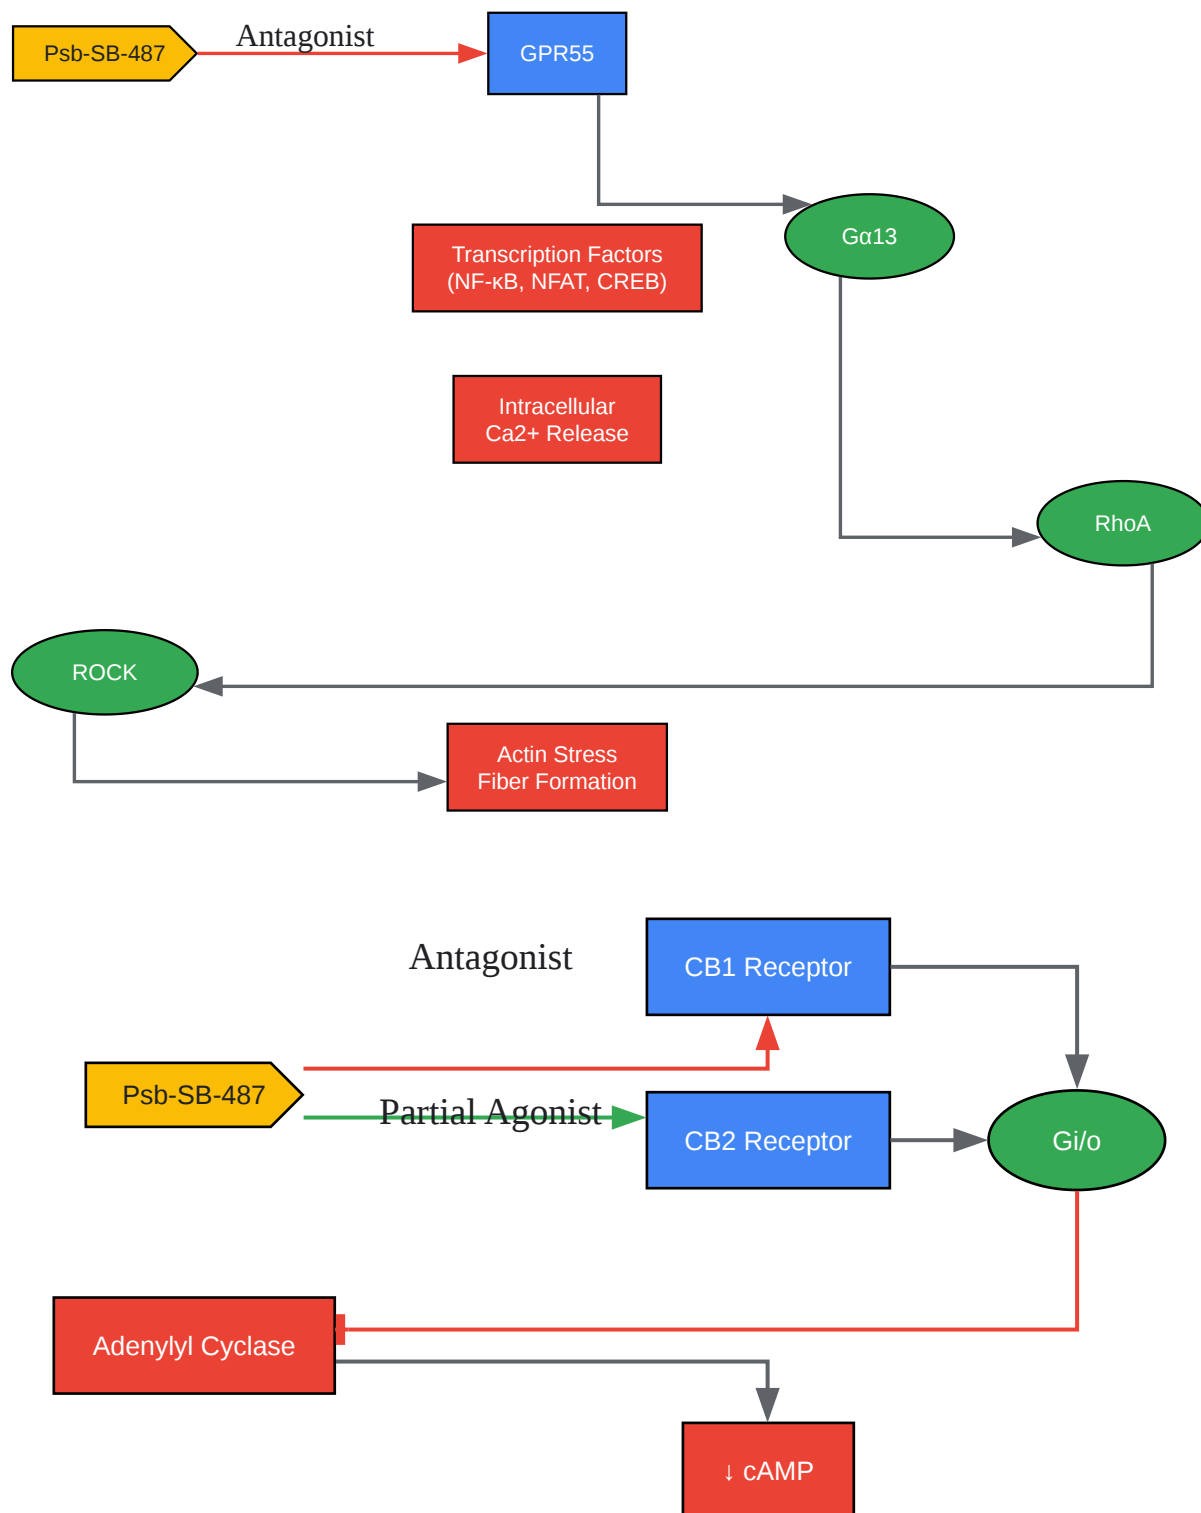 Psb-SB-487
Antagonist
GPR55
Gα13
Transcription Factors
(NF-κB, NFAT, CREB)
Intracellular
Ca2+ Release
RhoA
ROCK
Actin Stress
Fiber Formation
Antagonist
CB1 Receptor
Psb-SB-487
Partial Agonist
CB2 Receptor
Gi/o
Adenylyl Cyclase
↓ cAMP